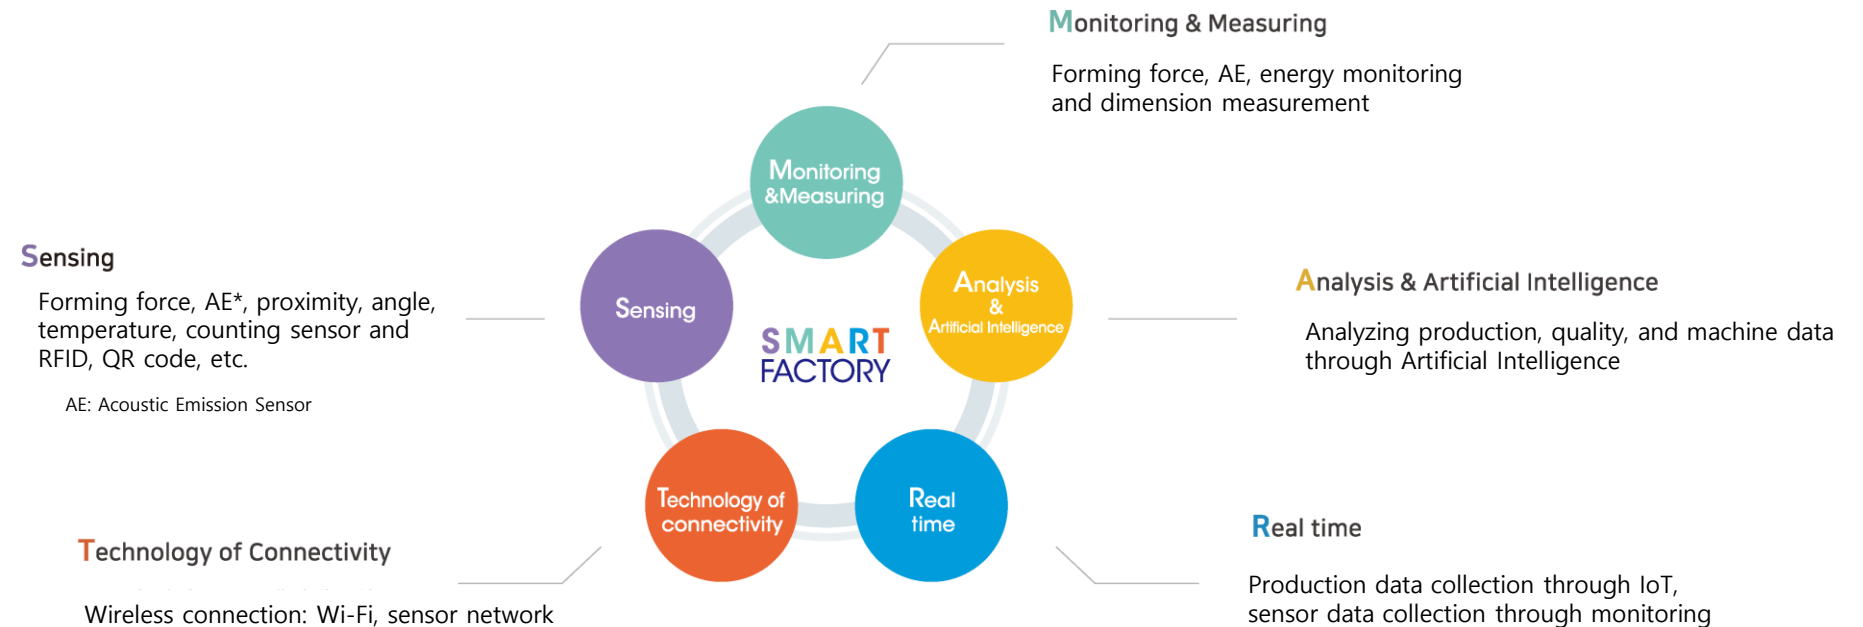 Monitoring & Measuring
Forming force, AE, energy monitoring
and dimension measurement
Monitoring
&Measuring
Sensing
Forming force, AE*, proximity, angle,
temperature, counting sensor and
RFID, QR code, etc.
AE: Acoustic Emission Sensor
Sensing
SMART
FACTORY
Analysis
&
Artificial Intelligence
Analysis & Artificial Intelligence
Analyzing production, quality, and machine data
through Artificial Intelligence
Technology of
connectivity
Real
time
Technology of Connectivity
Wireless connection: Wi-Fi, sensor network
Real time
Production data collection through IoT,
sensor data collection through monitoring